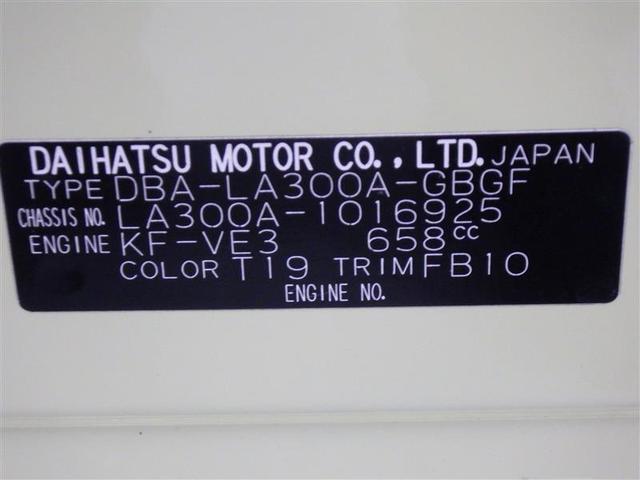 DAIHATSU MOTOR CO., LTD. JAPAN
TYPE DBA-LA300A-GBGF
CHASSIS NO. LA300A-1016925
ENGINE KF-VE3 658cc
COLOR T19 TRIM FB10
ENGINE NO.